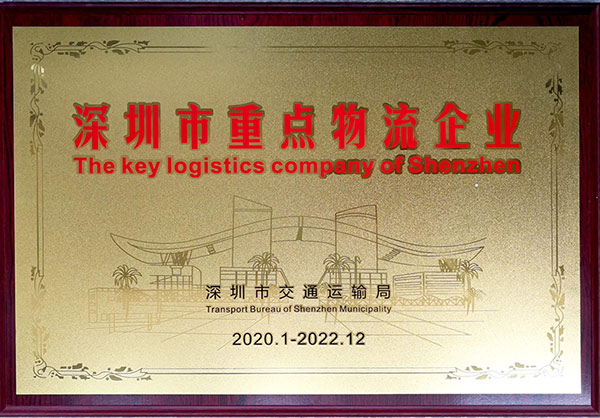 深圳市重点物流企业
The key logistics company of Shenzhen
深圳市交通运输局
Transport Bureau of Shenzhen Municipality
2020.1-2022.12